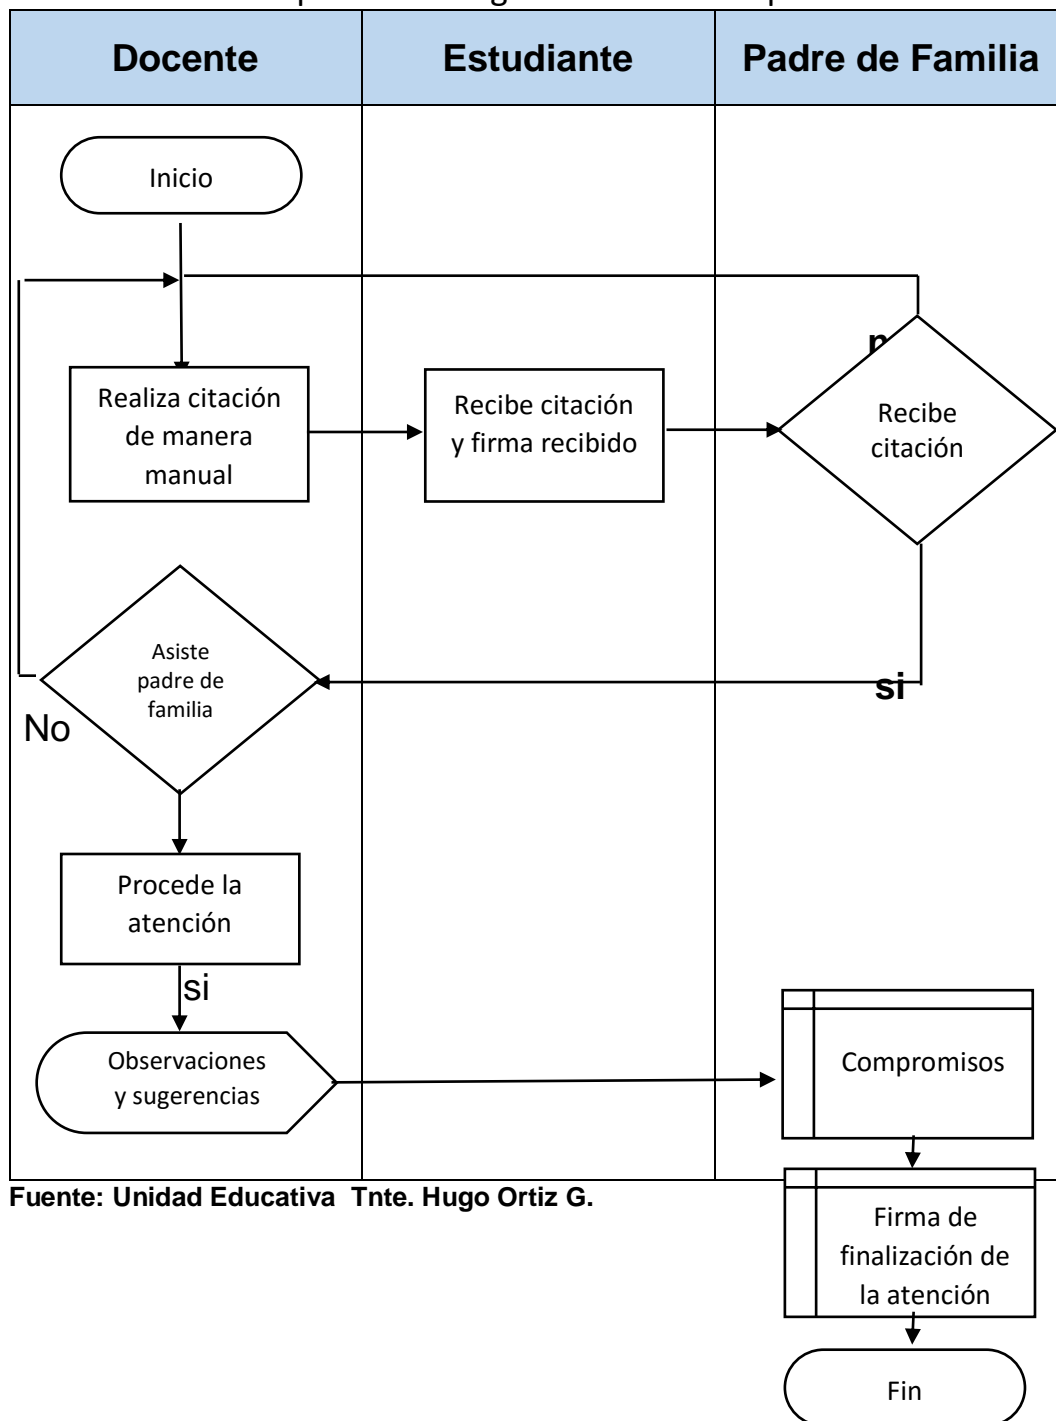 Docente
Estudiante
Padre de Familia
Inicio
Realiza citación
de manera
manual
Recibe citación
y firma recibido
Recibe
citación
Asiste
padre de
familia
si
No
Procede la
atención
si
Observaciones
y sugerencias
Compromisos
Fuente: Unidad Educativa  Tnte. Hugo Ortiz G.
Firma de
finalización de
la atención
Fin